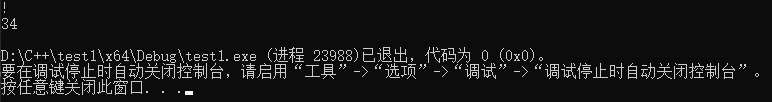 !
34
D:\C++\test1\x64\Debug\test1.exe (进程 23988)已退出，代码为 0 (0x0)。
要在调试停止时自动关闭控制台，请启用“工具”->“选项”->“调试”->“调试停止时自动关闭控制台”。
按任意键关闭此窗口. . .